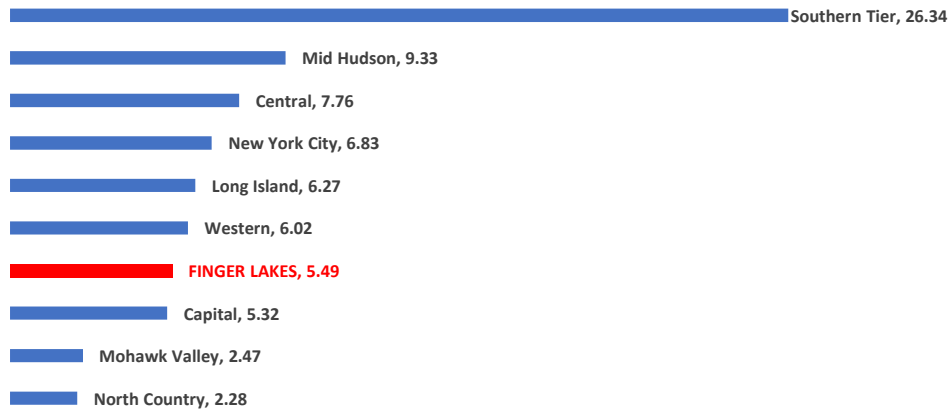 Southern Tier, 26.34
Mid Hudson, 9.33
Central, 7.76
New York City, 6.83
Long Island, 6.27
Western, 6.02
FINGER LAKES, 5.49
Capital, 5.32
Mohawk Valley, 2.47
North Country, 2.28